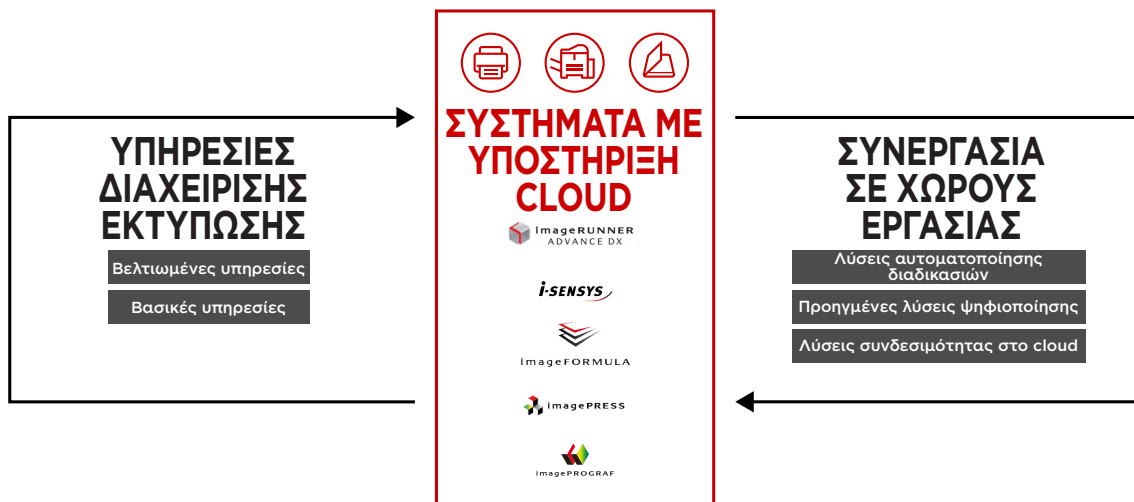 ΥΠΗΡΕΣΙΕΣ
ΔΙΑΧΕΙΡΙΣΗΣ
ΕΚΤΥΠΩΣΗΣ
Βελτιωμένες υπηρεσίες
Βασικές υπηρεσίες
ΣΥΣΤΗΜΑΤΑ ΜΕ
ΥΠΟΣΤΗΡΙΞΗ
CLOUD
imageRUNNER
ADVANCE DX
i-SENSYS
imageFORMULA
imagePRESS
imagePROGRAF
ΣΥΝΕΡΓΑΣΙΑ
ΣΕ ΧΩΡΟΥΣ
ΕΡΓΑΣΙΑΣ
Λύσεις αυτοματοποίησης
διαδικασιών
Προηγμένες λύσεις ψηφιοποίησης
Λύσεις συνδεσιμότητας στο cloud